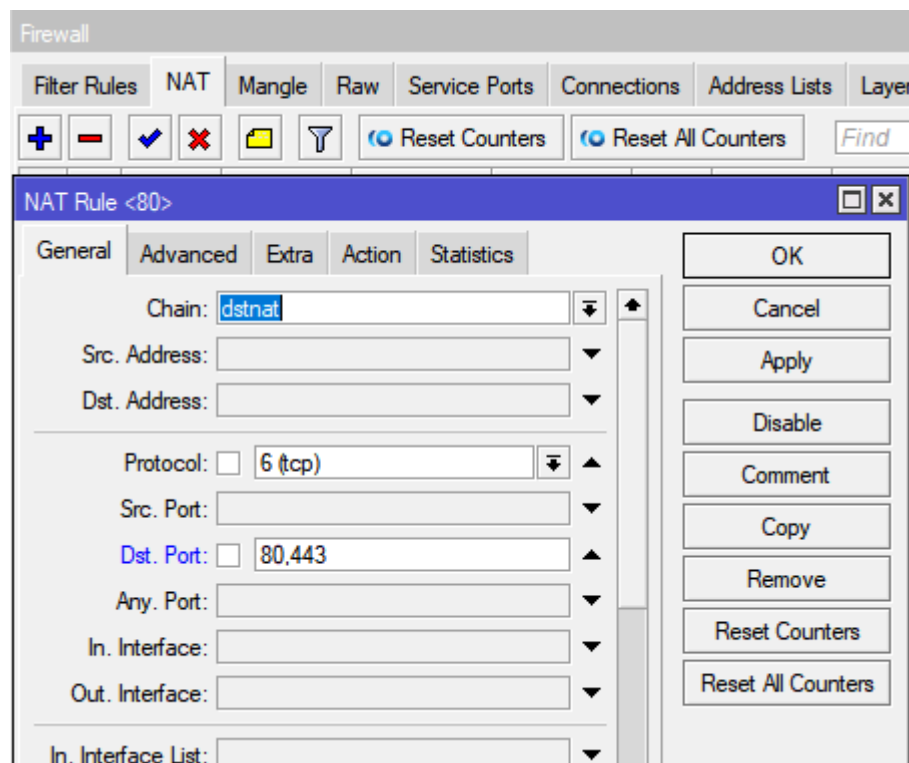 Firewall
Filter Rules NAT Mangle Raw Service Ports Connections Address Lists Layer
Reset Counters Reset All Counters Find
NAT Rule <80>
General Advanced Extra Action Statistics
OK
Chain: dstnat
Cancel
Src. Address:
Apply
Dst. Address:
Disable
Protocol: 6 (tcp)
Comment
Src. Port:
Copy
Dst. Port: 80,443
Remove
Any. Port:
Reset Counters
In. Interface:
Reset All Counters
Out. Interface:
In. Interface List: